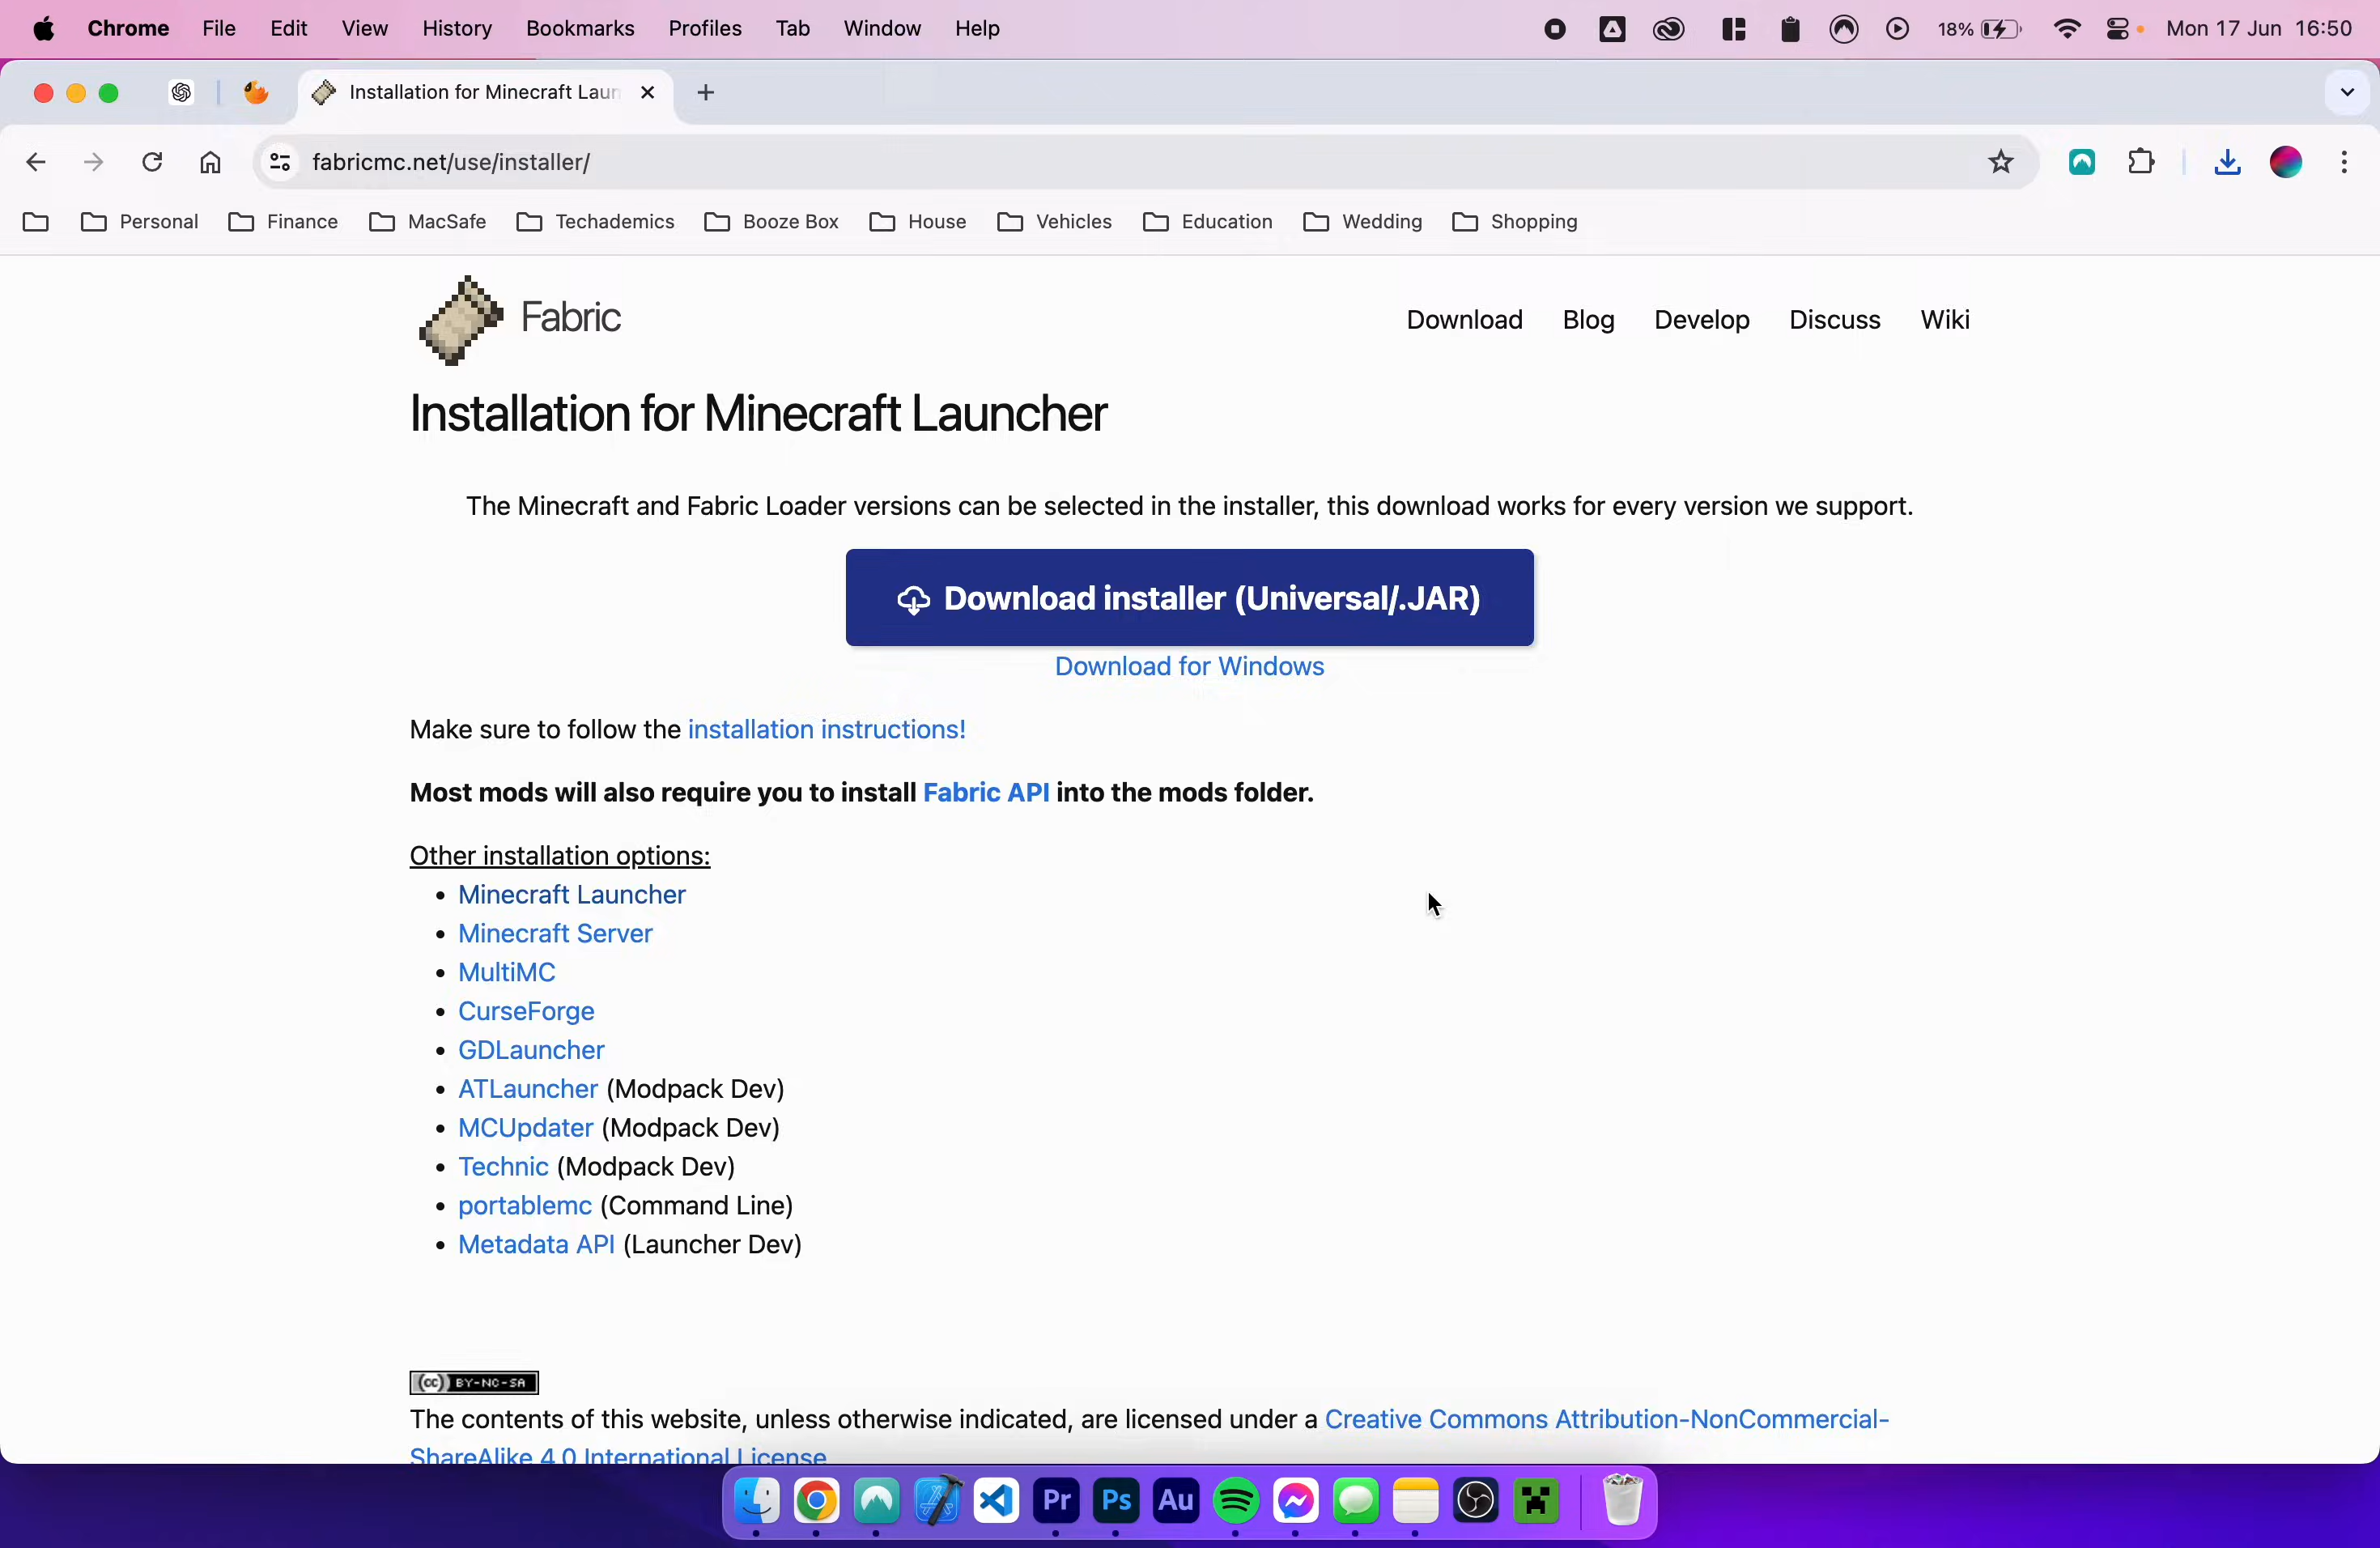 Chrome File Edit View History Bookmarks Profiles Tab Window Help 18% Mon 17 Jun 16:50
Installation for Minecraft Laun
fabricmc.net/use/installer/
Personal Finance MacSafe Techademics Booze Box House Vehicles Education Wedding Shopping
Fabric
Download Blog Develop Discuss Wiki
Installation for Minecraft Launcher
The Minecraft and Fabric Loader versions can be selected in the installer, this download works for every version we support.
Download installer (Universal/.JAR)
Download for Windows
Make sure to follow the installation instructions!
Most mods will also require you to install Fabric API into the mods folder.
Other installation options:
• Minecraft Launcher
• Minecraft Server
• MultiMC
• CurseForge
• GDLauncher
• ATLauncher (Modpack Dev)
• MCUpdater (Modpack Dev)
• Technic (Modpack Dev)
• portablemc (Command Line)
• Metadata API (Launcher Dev)
(cc) BY-NC-SA
The contents of this website, unless otherwise indicated, are licensed under a Creative Commons Attribution-NonCommercial-
ShareAlike 4.0 International License
Pr Ps Au